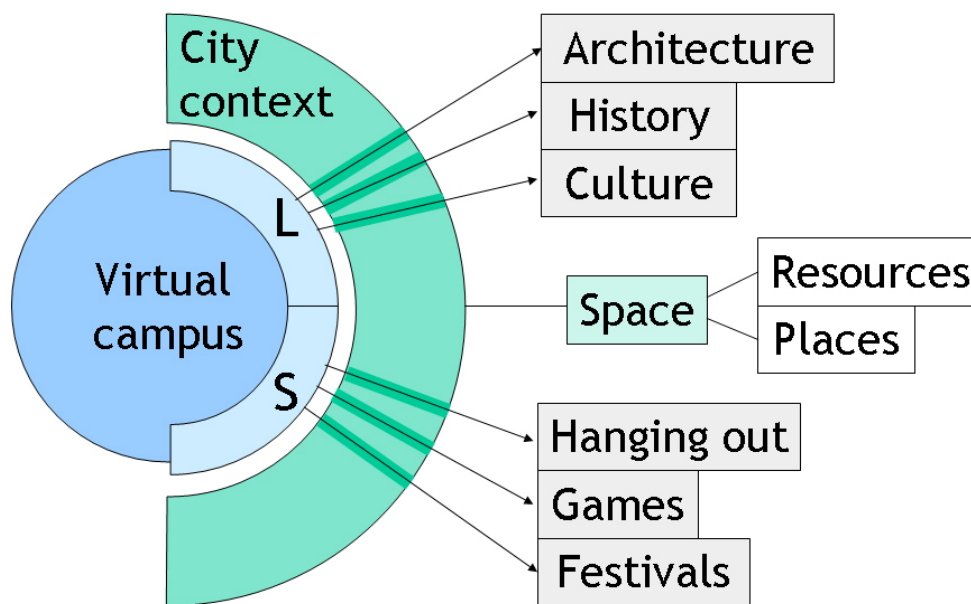 City
context
Architecture
History
Culture
L
Virtual
campus
Space
Resources
Places
S
Hanging out
Games
Festivals